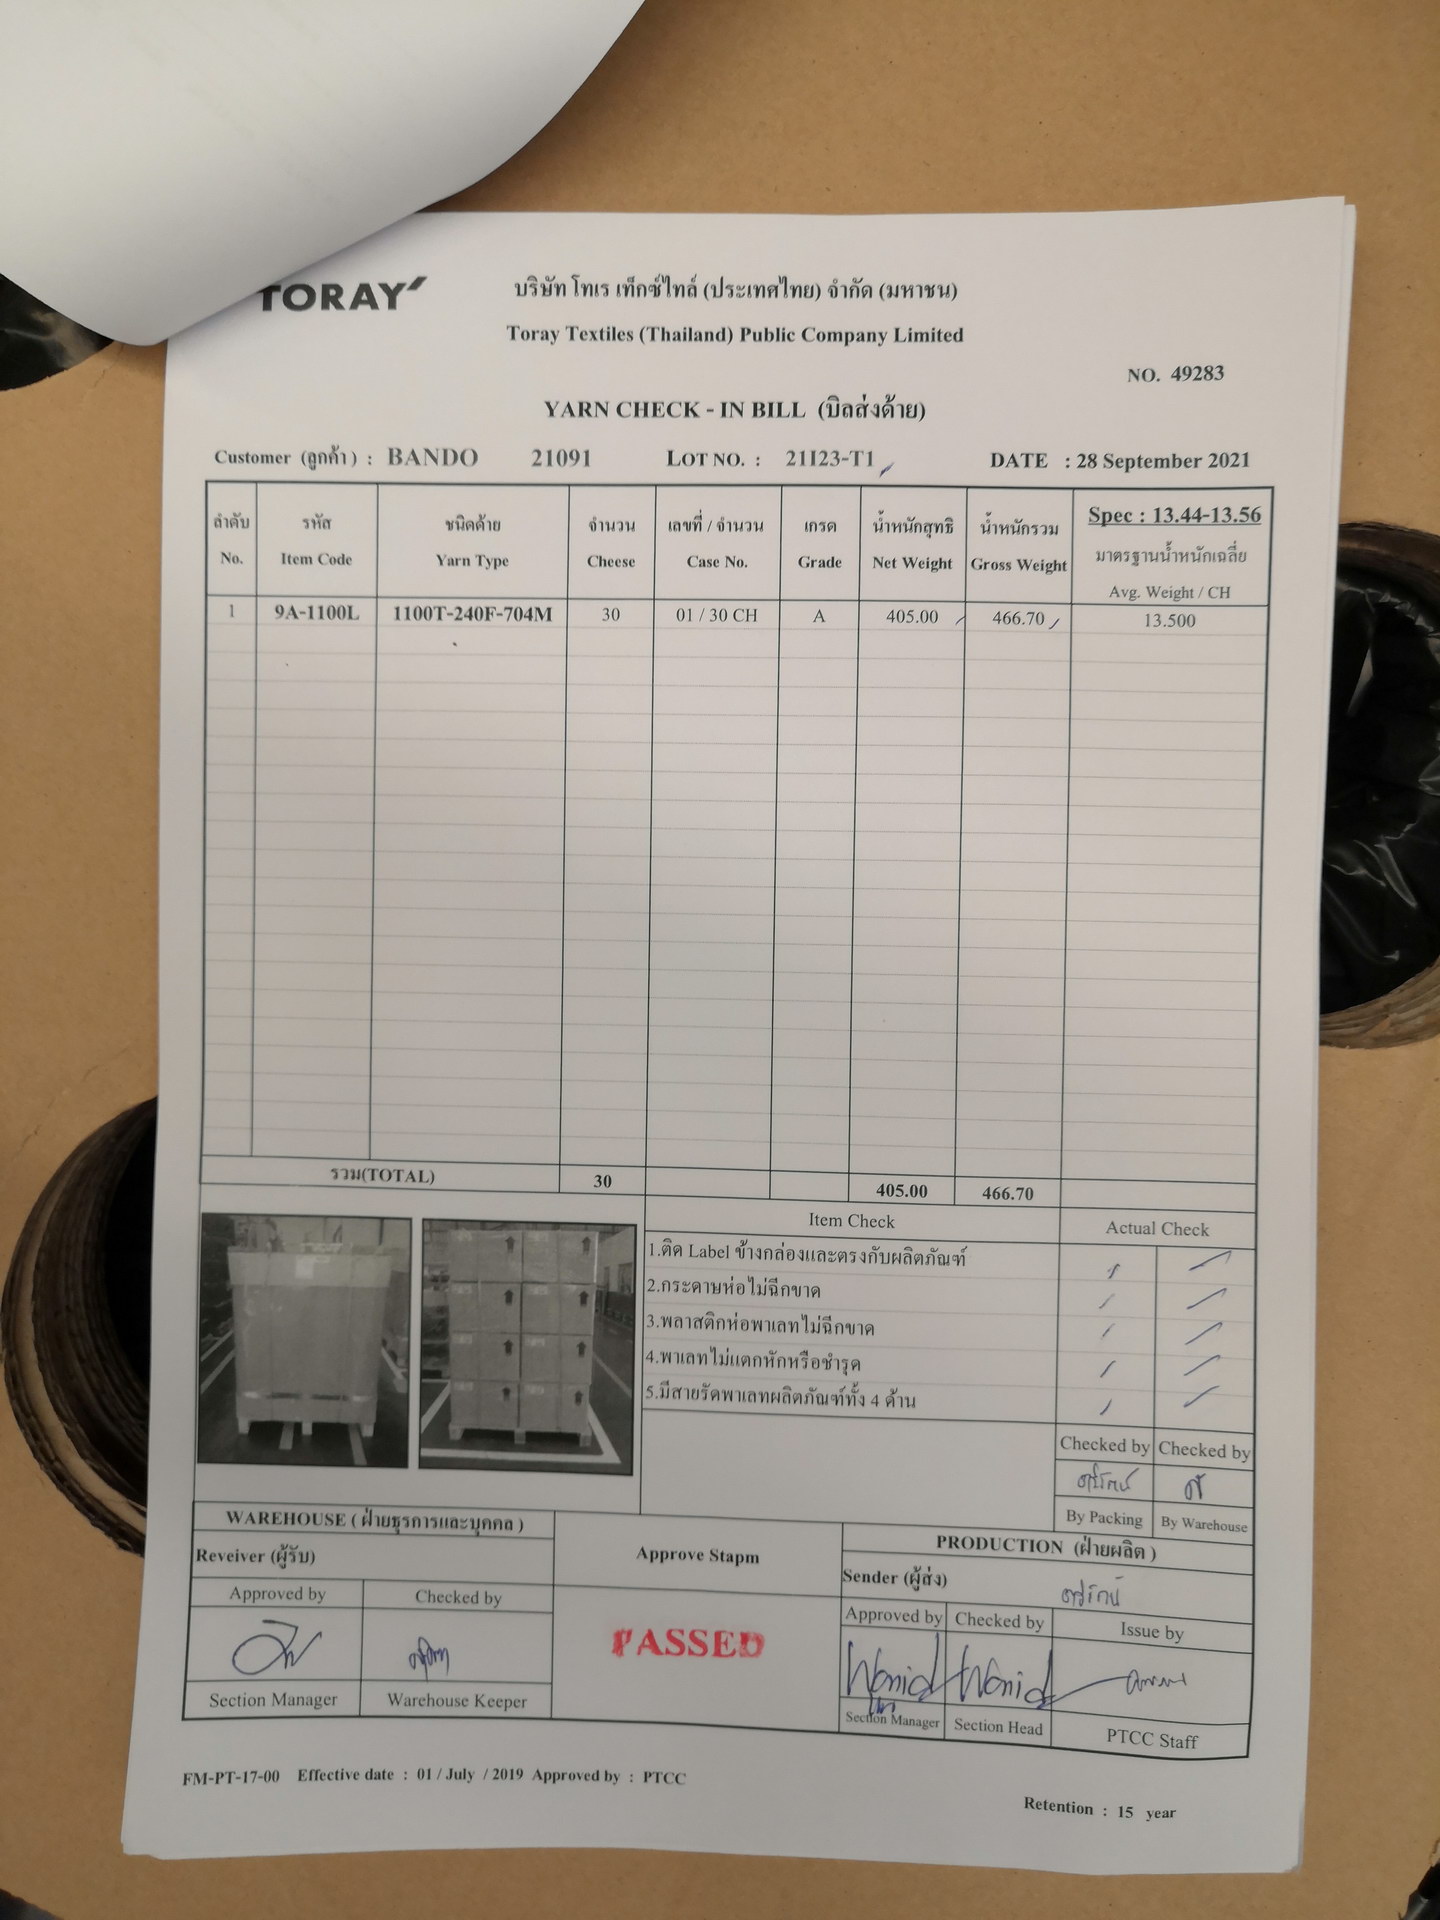 TORAY
บริษัท โทเร เท็กซ์ไทล์ (ประเทศไทย) จำกัด (มหาชน)
Toray Textiles (Thailand) Public Company Limited
NO. 49283
YARN CHECK - IN BILL (บิลส่งด้าย)
Customer (ลูกค้า) : BANDO 21091 LOT NO. : 21I23-T1 DATE : 28 September 2021
ลำดับ รหัส ชนิดด้าย จำนวน เลขที่ / จำนวน เกรด น้ำหนักสุทธิ น้ำหนักรวม Spec : 13.44-13.56
No. Item Code Yarn Type Cheese Case No. Grade Net Weight Gross Weight มาตรฐานน้ำหนักเฉลี่ย
Avg. Weight / CH
1 9A-1100L 1100T-240F-704M 30 01 / 30 CH A 405.00 466.70 13.500
รวม(TOTAL) 30 405.00 466.70
Item Check Actual Check
1.ติด Label ข้างกล่องและตรงกับผลิตภัณฑ์
2.กระดาษห่อไม่ฉีกขาด
3.พลาสติกห่อพาเลทไม่ฉีกขาด
4.พาเลทไม่แตกหักหรือชำรุด
5.มีสายรัดพาเลทผลิตภัณฑ์ทั้ง 4 ด้าน
Checked by Checked by
By Packing By Warehouse
WAREHOUSE ( ฝ่ายธุรการและบุคคล )
Reveiver (ผู้รับ)
Approved by Checked by
Section Manager Warehouse Keeper
Approve Stapm
PASSED
PRODUCTION (ฝ่ายผลิต )
Sender (ผู้ส่ง)
Approved by Checked by Issue by
Wanid Wanid
Section Manager Section Head PTCC Staff
FM-PT-17-00 Effective date : 01 / July / 2019 Approved by : PTCC
Retention : 15 year